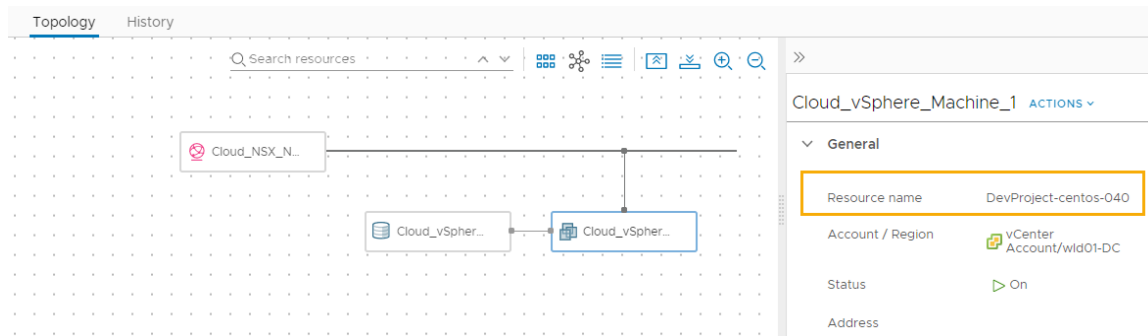 Topology History
Search resources
Cloud_vSphere_Machine_1 ACTIONS
General
Cloud_NSX_N...
Resource name DevProject-centos-040
Cloud_vSpher... Cloud_vSpher...
Account / Region vCenter
Account/wld01-DC
Status On
Address